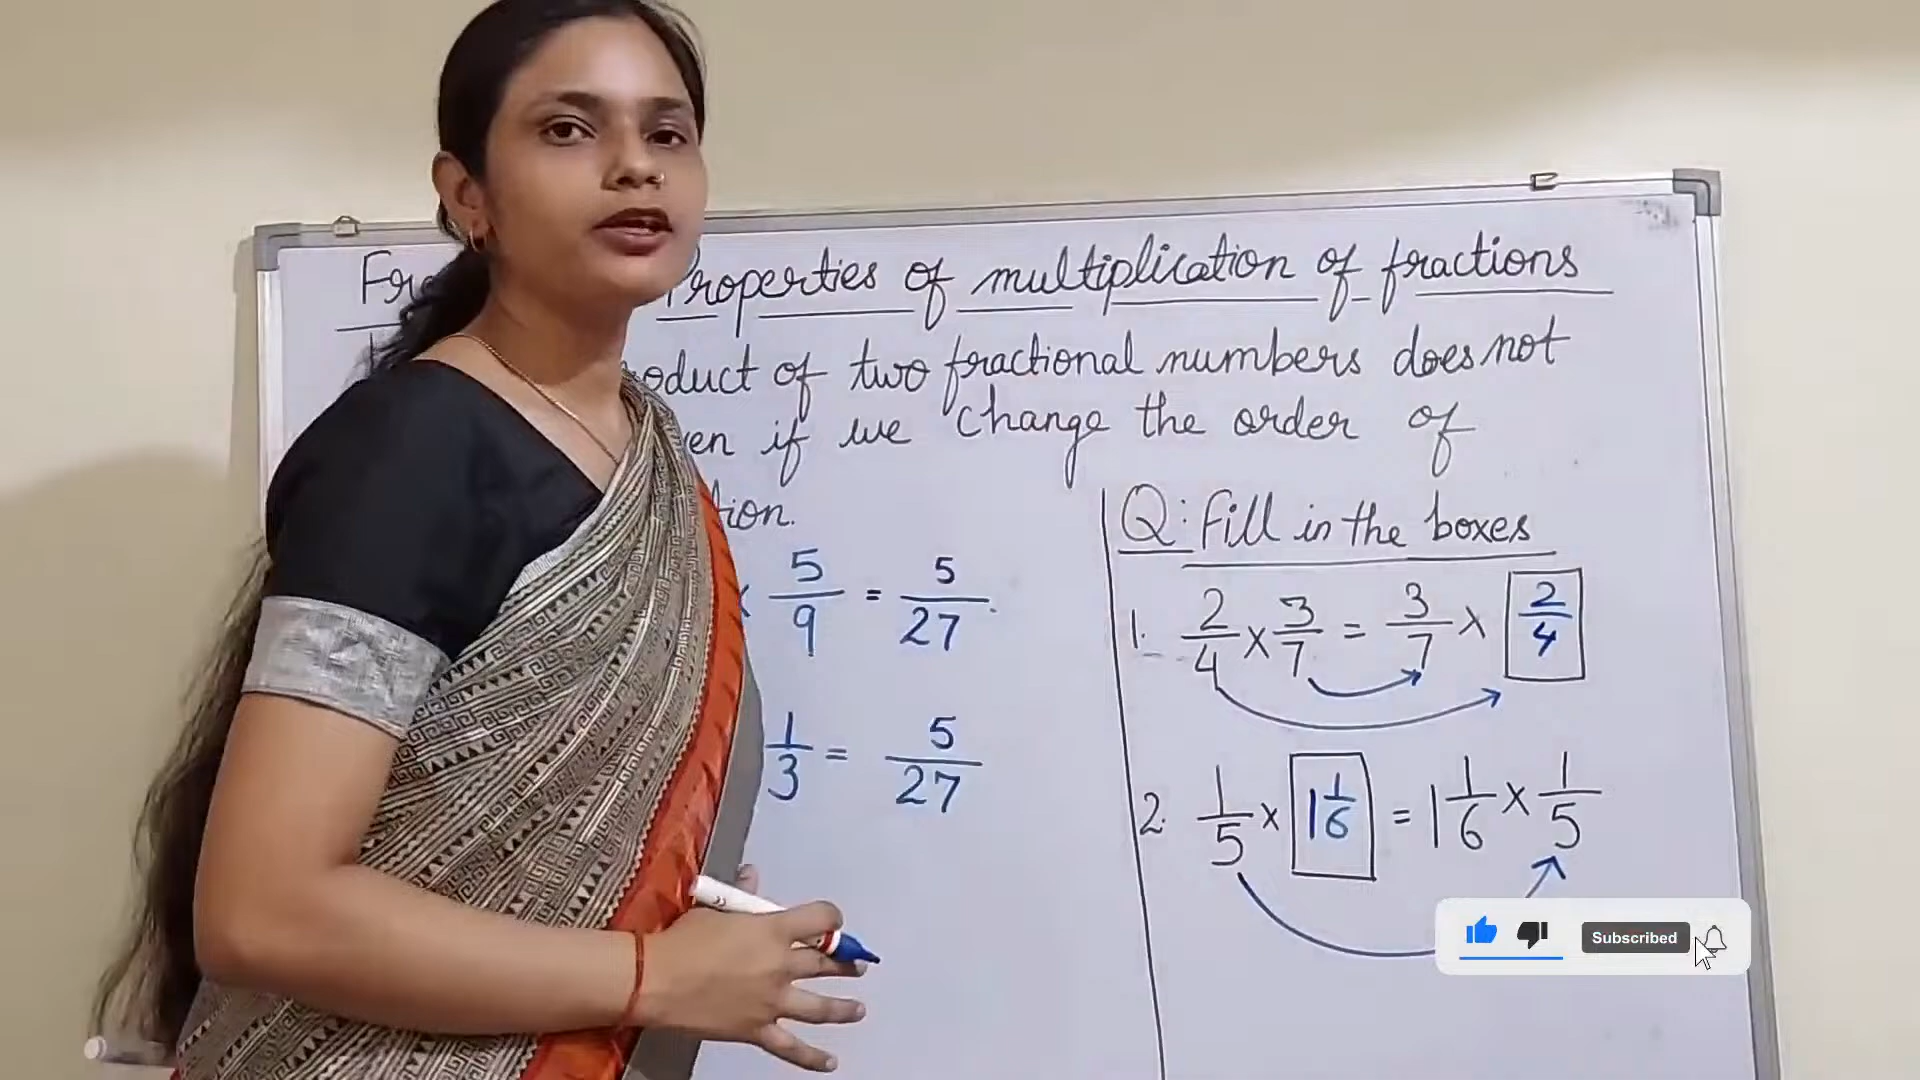 Properties of multiplication of fractions
oduct of two fractional numbers does not
en if we change the order of
tion.
Q: Fill in the boxes
× 5/9 = 5/27
1/3 = 5/27
1. 2/4 × 3/7 = 3/7 × 2/4
2. 1/5 × 1 1/6 = 1 1/6 × 1/5
Subscribed